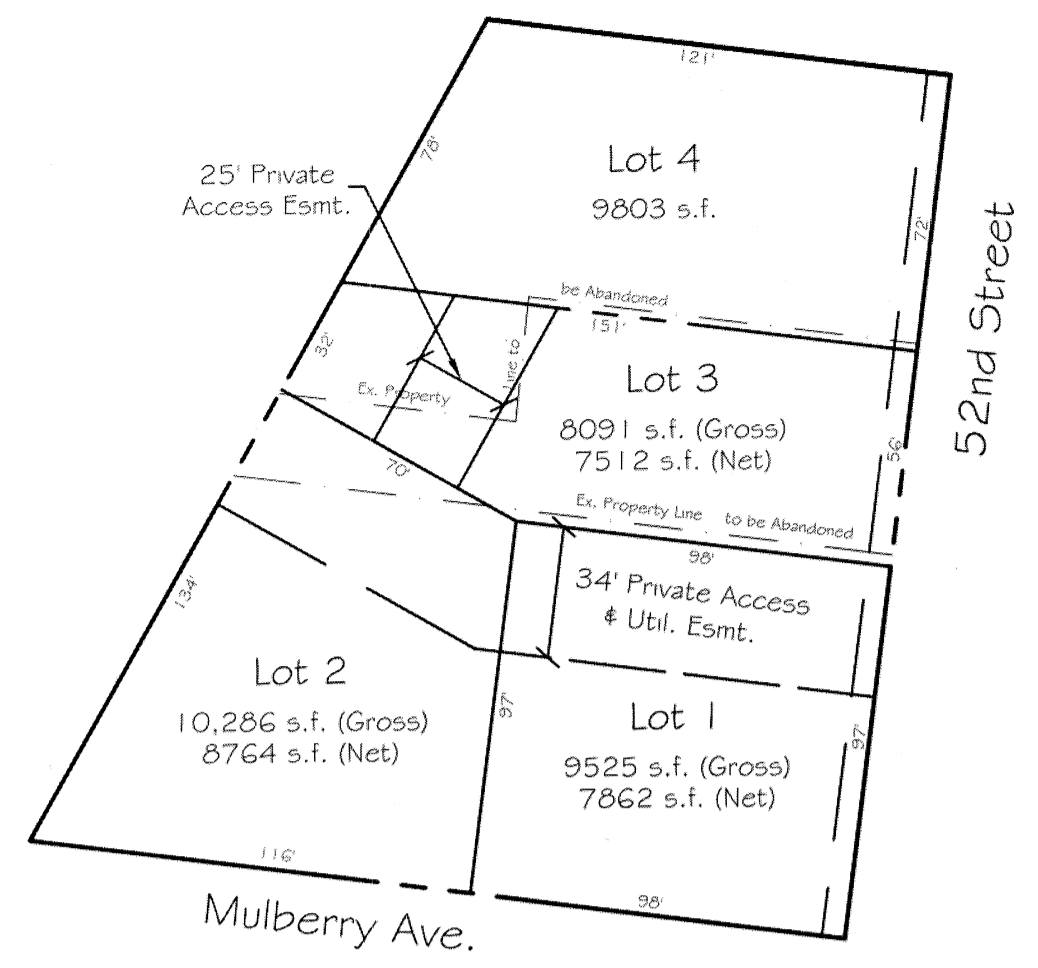 121'
78'
Lot 4
9803 s.f.
25' Private
Access Esmt.
72'
52nd Street
be Abandoned
151'
32'
Line to
Ex. Property
Lot 3
8091 s.f. (Gross)
7512 s.f. (Net)
56'
70'
Ex. Property Line to be Abandoned
98'
34' Private Access
& Util. Esmt.
134'
Lot 2
10,286 s.f. (Gross)
8764 s.f. (Net)
97'
Lot 1
9525 s.f. (Gross)
7862 s.f. (Net)
97'
116'
98'
Mulberry Ave.